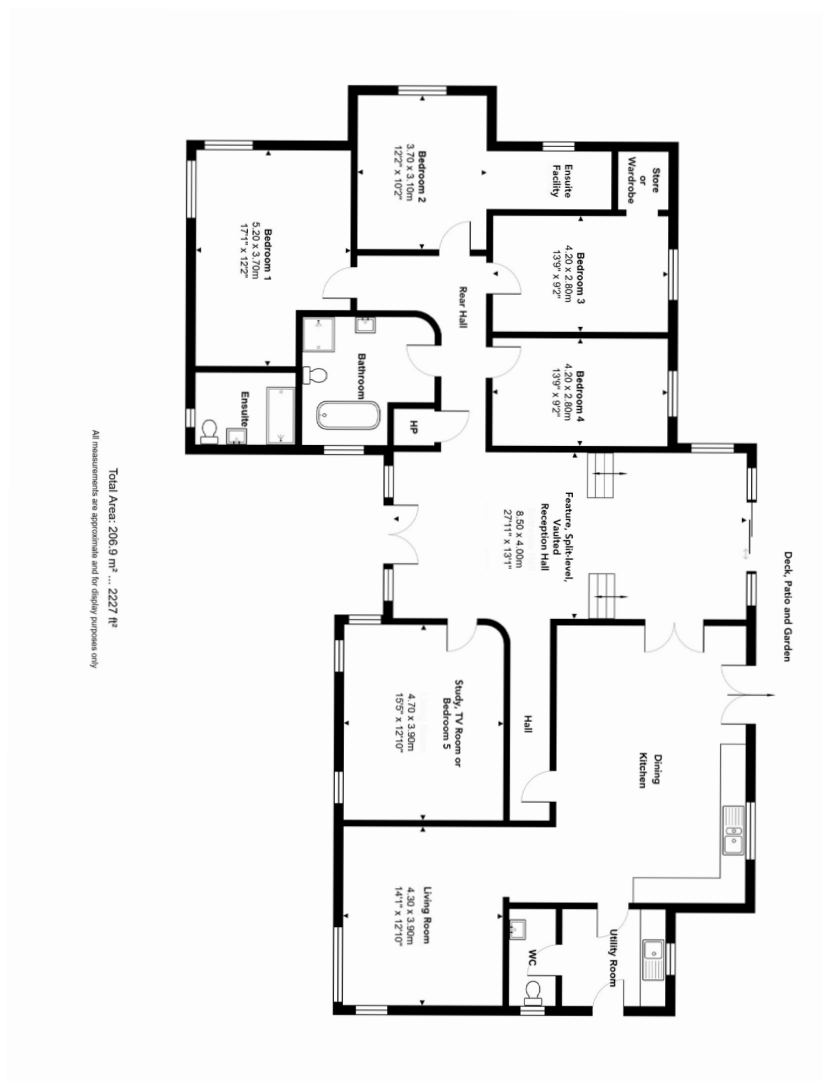 Deck, Patio and Garden
Store
or
Wardrobe
Ensuite
Facility
Bedroom 2
3.70 x 3.10m
12'2" x 10'2"
Bedroom 1
5.20 x 3.70m
17'1" x 12'2"
Bedroom 3
4.20 x 2.80m
13'9" x 9'2"
Rear Hall
Bedroom 4
4.20 x 2.80m
13'9" x 9'2"
Bathroom
Ensuite
HP
Feature, Split-level,
Vaulted
Reception Hall
8.50 x 4.00m
27'11" x 13'1"
Study, TV Room or
Bedroom 5
4.70 x 3.90m
15'5" x 12'10"
Hall
Dining
Kitchen
Living Room
4.30 x 3.90m
14'1" x 12'10"
WC
Utility Room
Total Area: 206.9 m² ... 2227 ft²
All measurements are approximate and for display purposes only